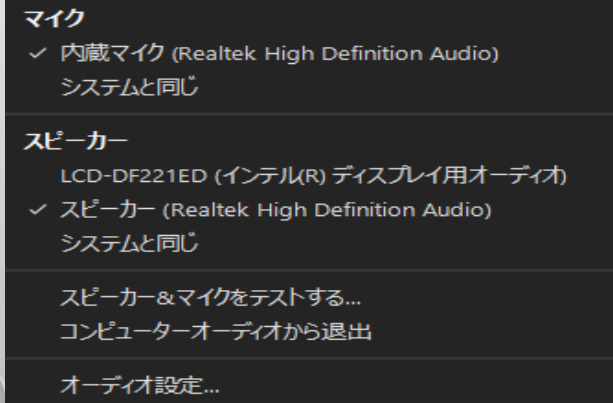 マイク
✓ 内蔵マイク (Realtek High Definition Audio)
システムと同じ
スピーカー
LCD-DF221ED (インテル(R) ディスプレイ用オーディオ)
✓ スピーカー (Realtek High Definition Audio)
システムと同じ
スピーカー&マイクをテストする...
コンピューターオーディオから退出
オーディオ設定...